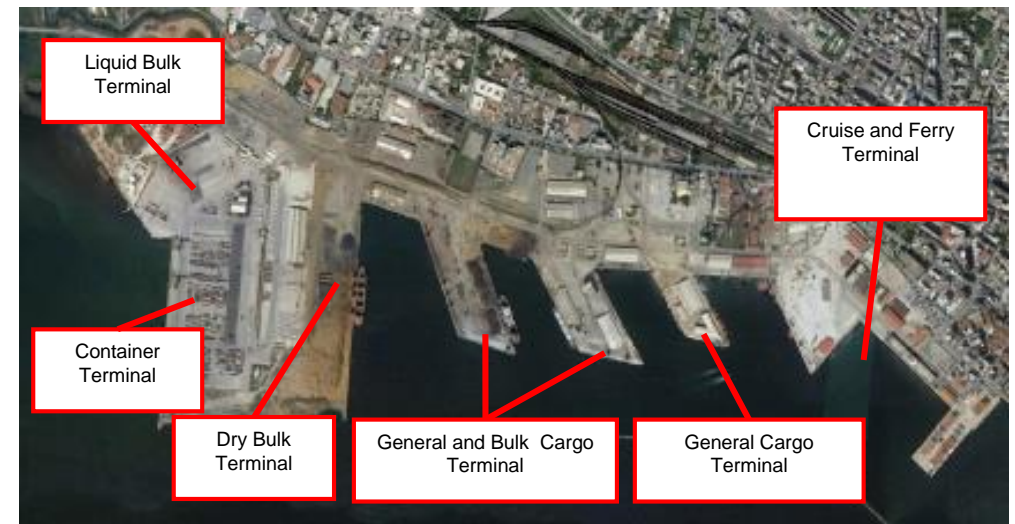 Liquid Bulk
Terminal
Cruise and Ferry
Terminal
Container
Terminal
Dry Bulk
Terminal
General and Bulk Cargo
Terminal
General Cargo
Terminal